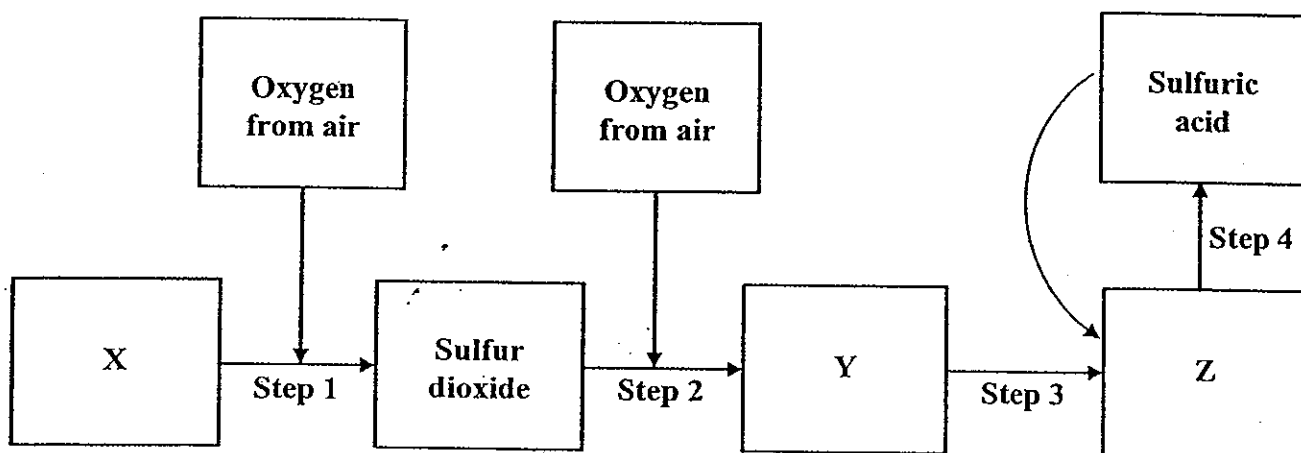 Oxygen
from air
Oxygen
from air
Sulfuric
acid
Step 4
X
Step 1
Sulfur
dioxide
Step 2
Y
Step 3
Z